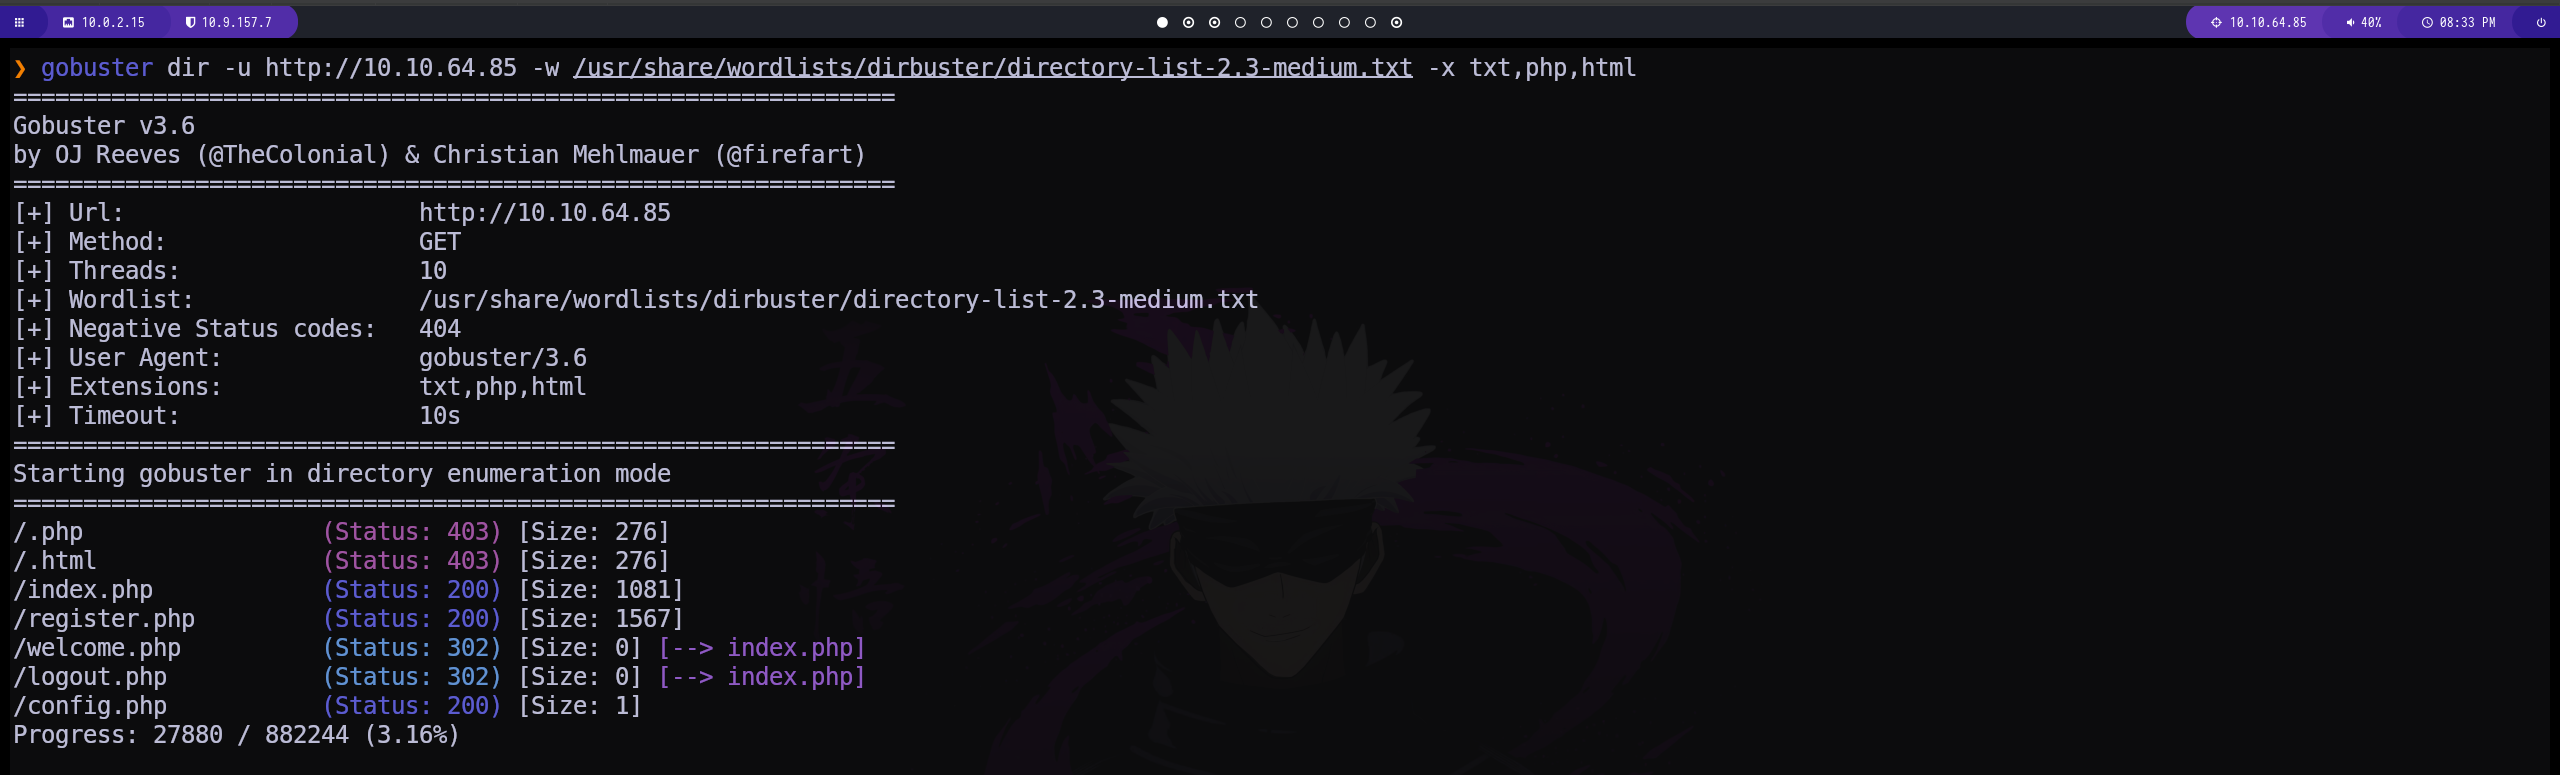 10.0.2.15 10.9.157.7 10.10.64.85 40% 08:33 PM
❯ gobuster dir -u http://10.10.64.85 -w /usr/share/wordlists/dirbuster/directory-list-2.3-medium.txt -x txt,php,html
===============================================================
Gobuster v3.6
by OJ Reeves (@TheColonial) & Christian Mehlmauer (@firefart)
===============================================================
[+] Url:                     http://10.10.64.85
[+] Method:                  GET
[+] Threads:                 10
[+] Wordlist:                /usr/share/wordlists/dirbuster/directory-list-2.3-medium.txt
[+] Negative Status codes:   404
[+] User Agent:              gobuster/3.6
[+] Extensions:              txt,php,html
[+] Timeout:                 10s
===============================================================
Starting gobuster in directory enumeration mode
===============================================================
/.php                 (Status: 403) [Size: 276]
/.html                (Status: 403) [Size: 276]
/index.php            (Status: 200) [Size: 1081]
/register.php         (Status: 200) [Size: 1567]
/welcome.php          (Status: 302) [Size: 0] [--> index.php]
/logout.php           (Status: 302) [Size: 0] [--> index.php]
/config.php           (Status: 200) [Size: 1]
Progress: 27880 / 882244 (3.16%)
五
条
悟